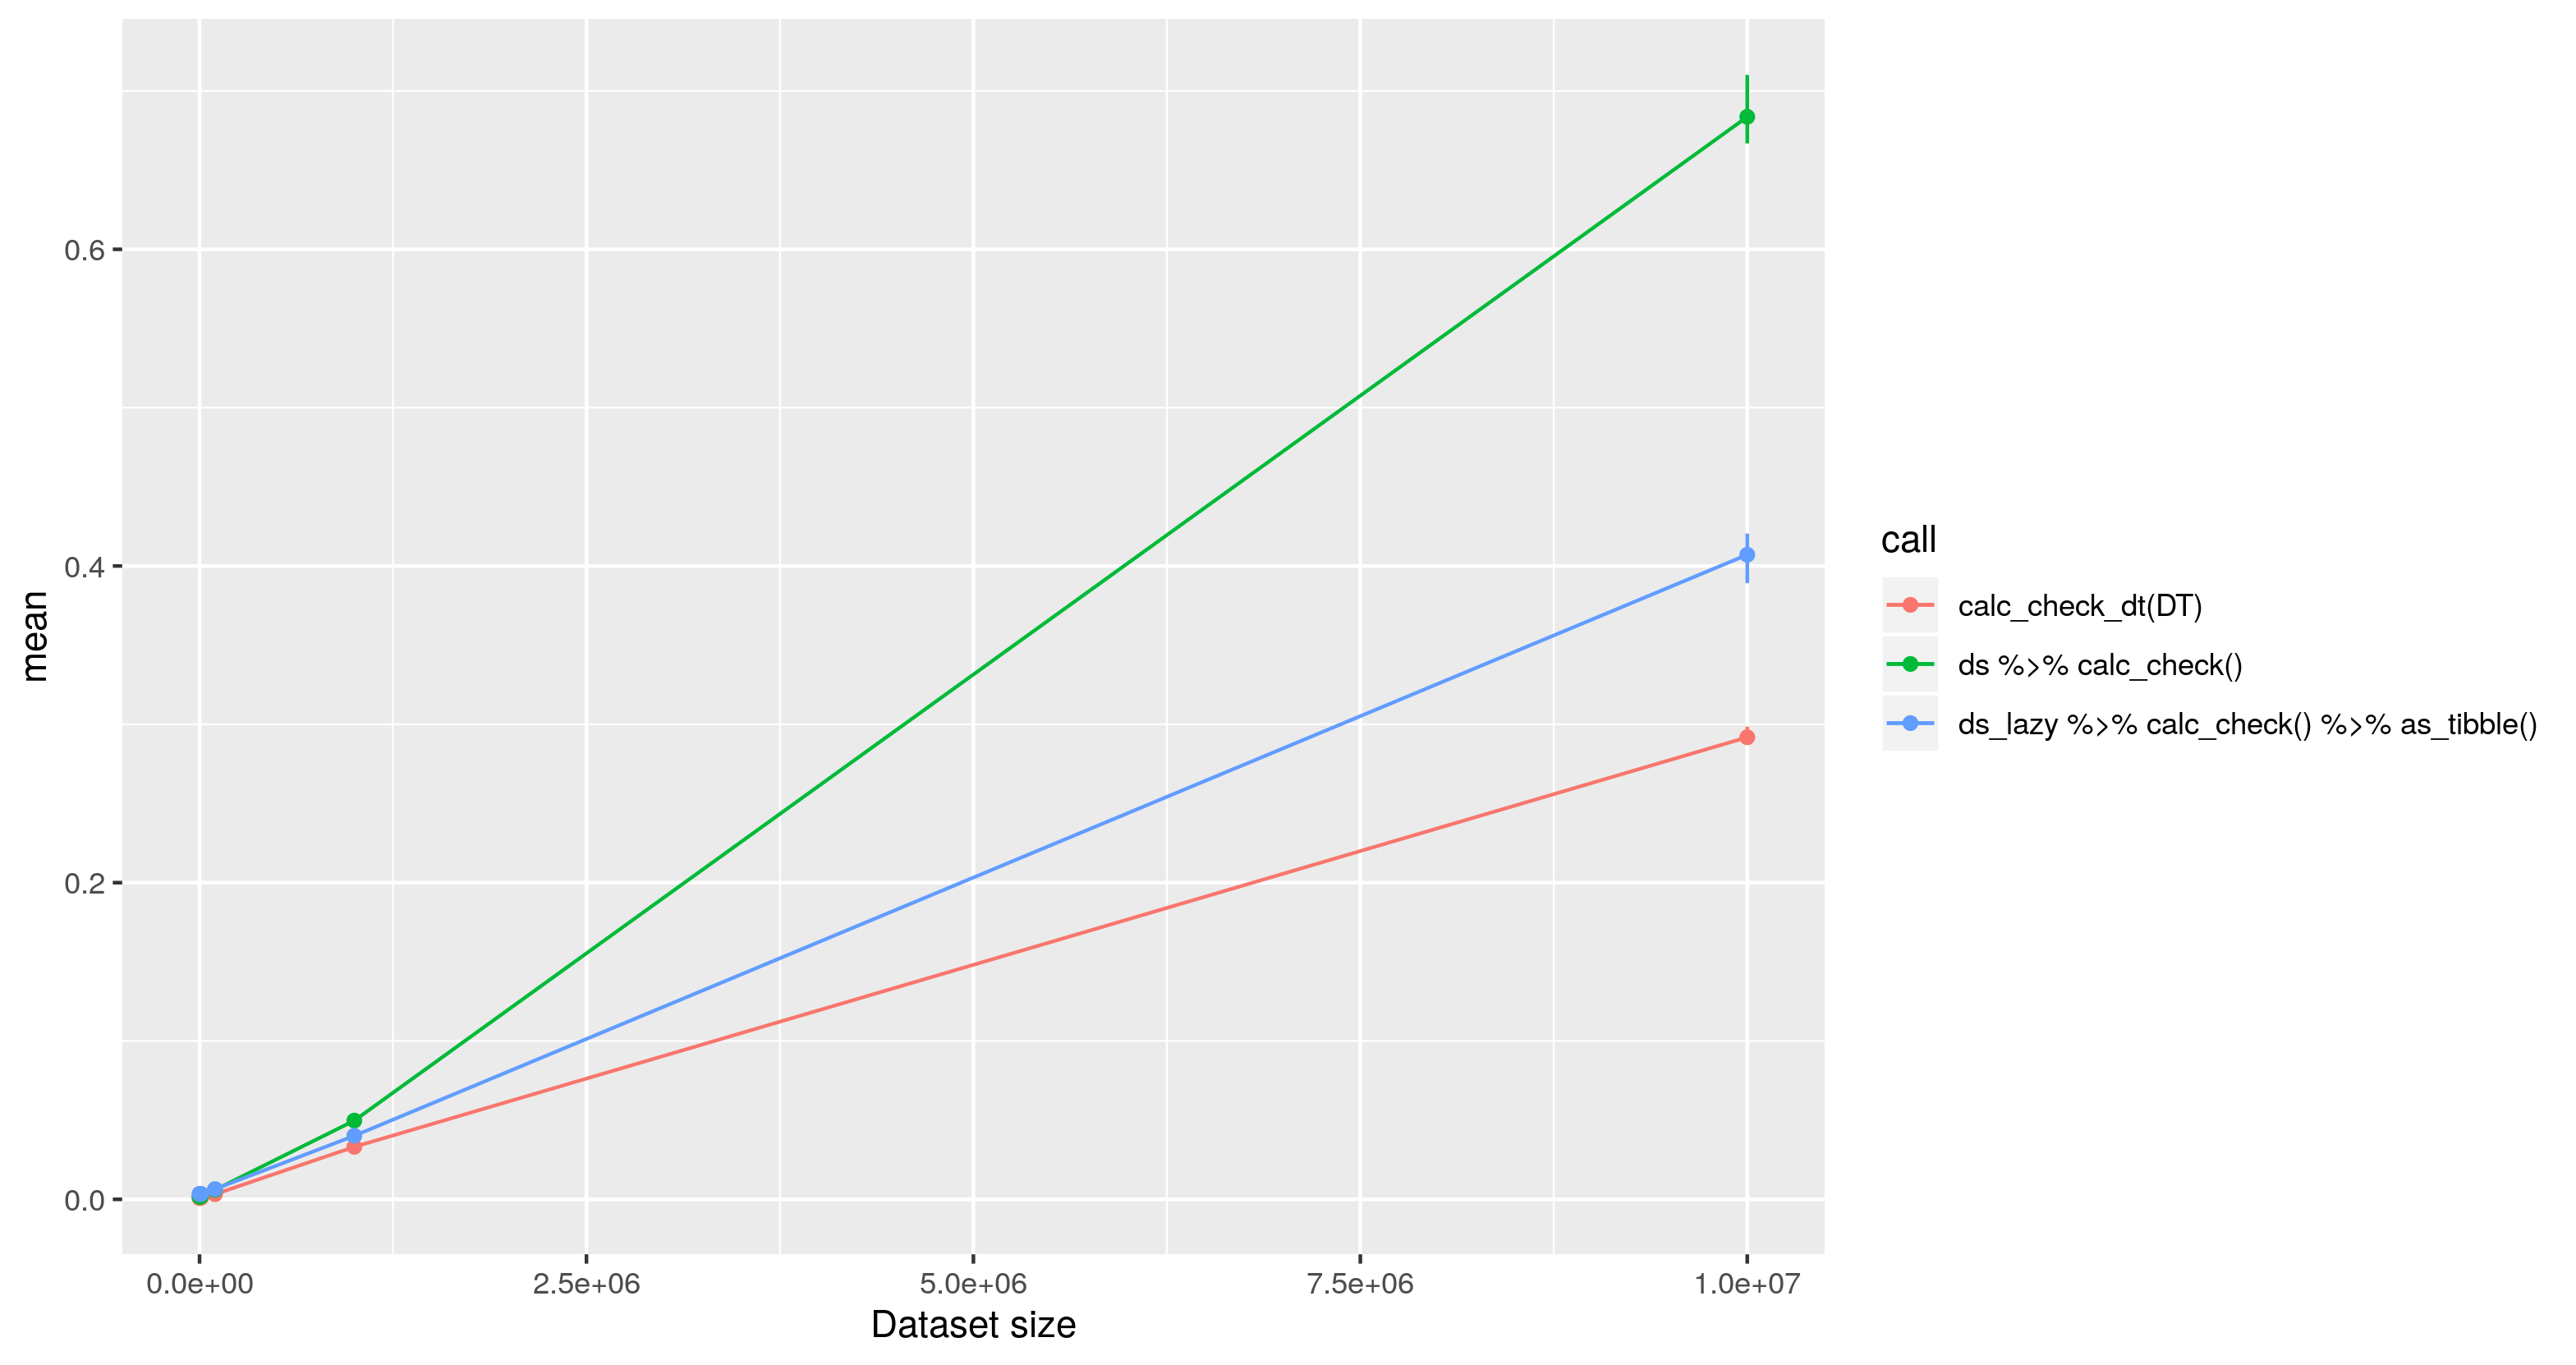 0.6
0.4
0.2
0.0
mean
0.0e+00 2.5e+06 5.0e+06 7.5e+06 1.0e+07
Dataset size
call
calc_check_dt(DT)
ds %>% calc_check()
ds_lazy %>% calc_check() %>% as_tibble()